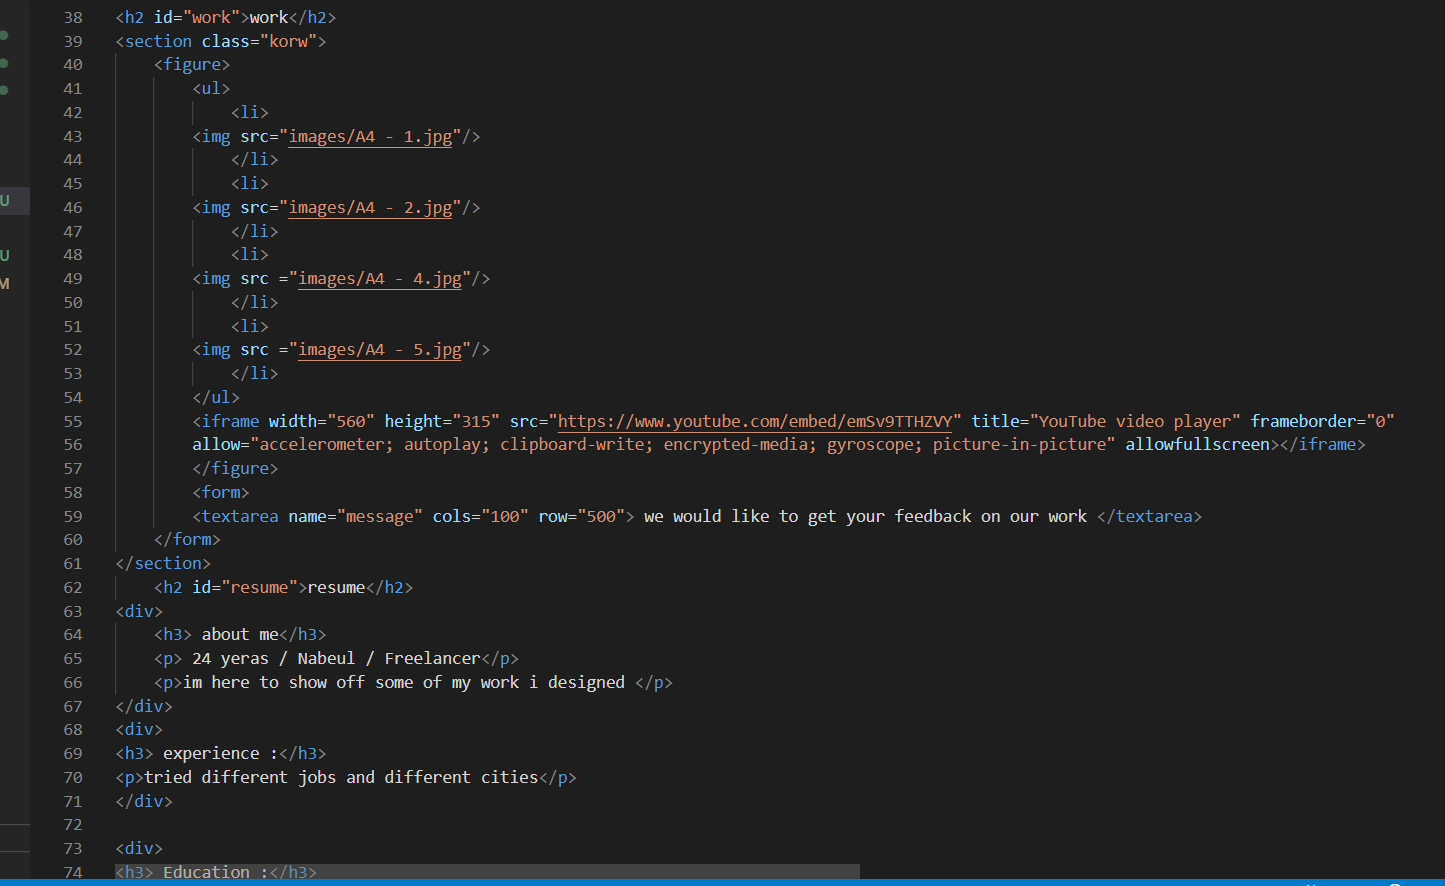 38 <h2 id="work">work</h2>
39 <section class="korw">
40 <figure>
41 <ul>
42 <li>
43 <img src="images/A4 - 1.jpg"/>
44 </li>
45 <li>
46 <img src="images/A4 - 2.jpg"/>
47 </li>
48 <li>
U
49 <img src ="images/A4 - 4.jpg"/>
50 </li>
51 <li>
52 <img src ="images/A4 - 5.jpg"/>
53 </li>
54 </ul>
55 <iframe width="560" height="315" src="https://www.youtube.com/embed/emSv9TTHZVY" title="YouTube video player" frameborder="0"
56 allow="accelerometer; autoplay; clipboard-write; encrypted-media; gyroscope; picture-in-picture" allowfullscreen></iframe>
57 </figure>
58 <form>
59 <textarea name="message" cols="100" row="500"> we would like to get your feedback on our work </textarea>
60 </form>
61 </section>
62 <h2 id="resume">resume</h2>
63 <div>
64 <h3> about me</h3>
65 <p> 24 yeras / Nabeul / Freelancer</p>
66 <p>im here to show off some of my work i designed </p>
67 </div>
68 <div>
69 <h3> experience :</h3>
70 <p>tried different jobs and different cities</p>
71 </div>
72
73 <div>
74 <h3> Education :</h3>
U
M